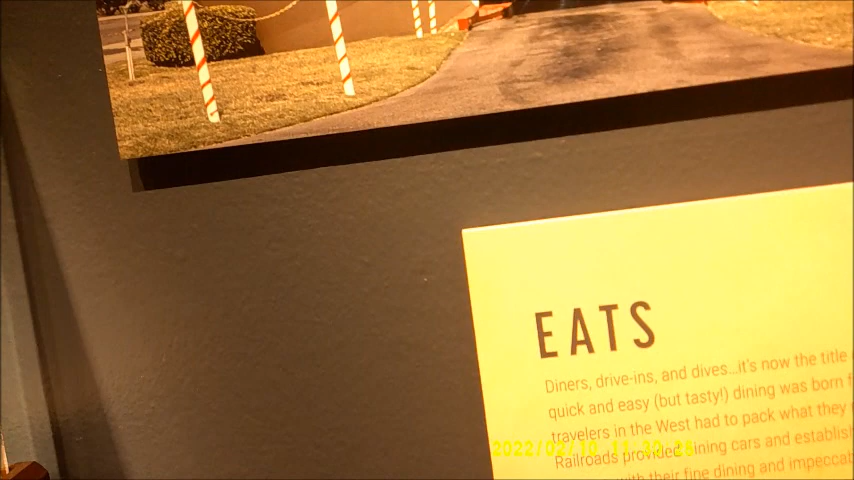 EATS
Diners, drive-ins, and dives...it's now the title
quick and easy (but tasty!) dining was born
travelers in the West had to pack what they
Railroads provided dining cars and establish
with their fine dining and impeccab
2022/02/10 11:30:28